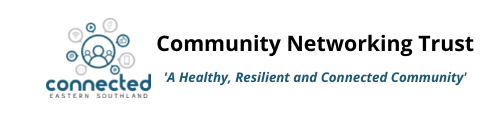 Community Networking Trust
'A Healthy, Resilient and Connected Community'
connected
EASTERN SOUTHLAND